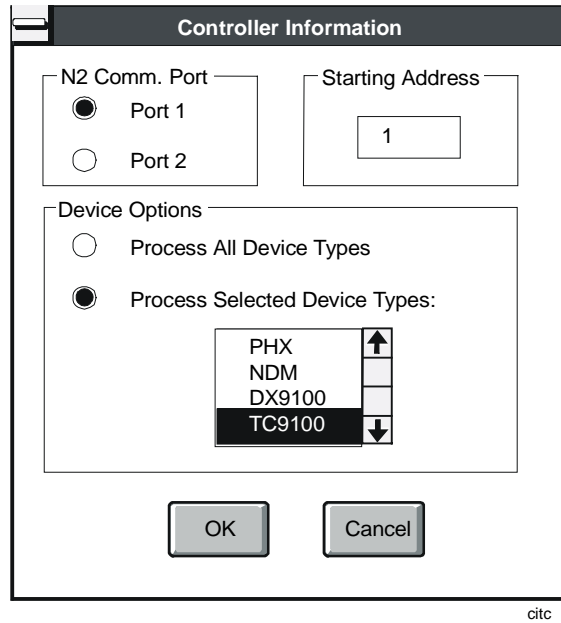 Controller Information
N2 Comm. Port
Starting Address
Port 1
1
Port 2
Device Options
Process All Device Types
Process Selected Device Types:
PHX
NDM
DX9100
TC9100
OK
Cancel
citc